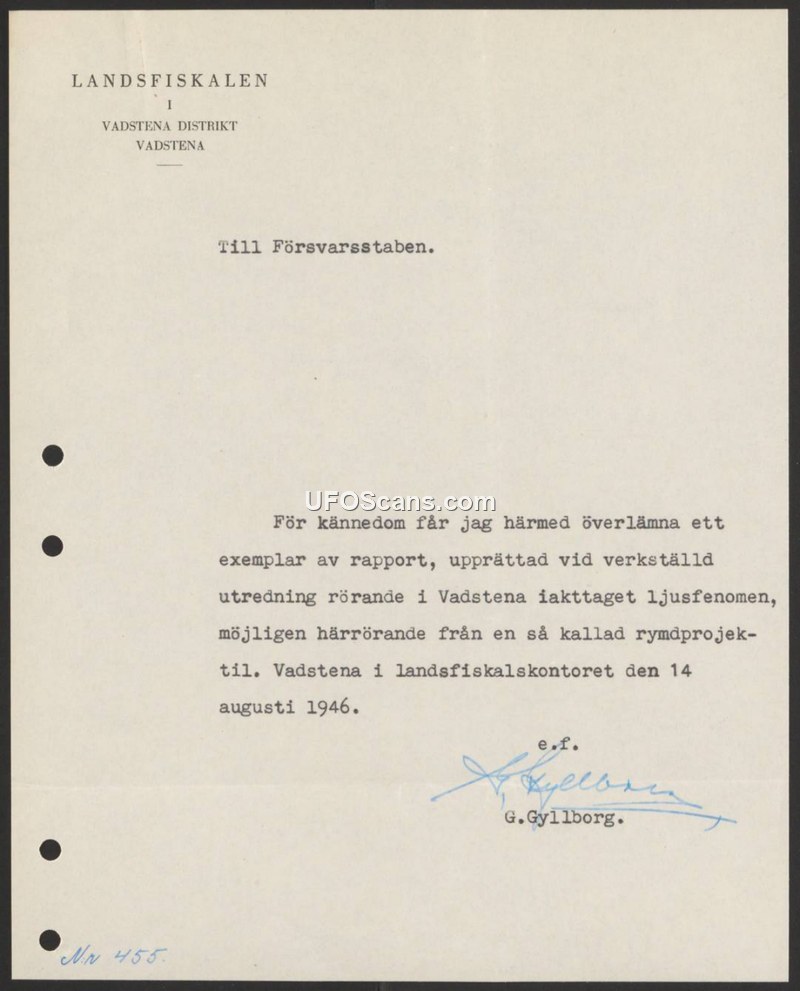 LANDSFISKALEN
I
VADSTENA DISTRIKT
VADSTENA
Till Försvarsstaben.
UFOScans.com
För kännedom får jag härmed överlämna ett
exemplar av rapport, upprättad vid verkställd
utredning rörande i Vadstena iakttaget ljusfenomen,
möjligen härrörande från en så kallad rymdprojek-
til. Vadstena i landsfiskalskontoret den 14
augusti 1946.
e.f.
G. Gyllborg
G.Gyllborg.
Nr 455.